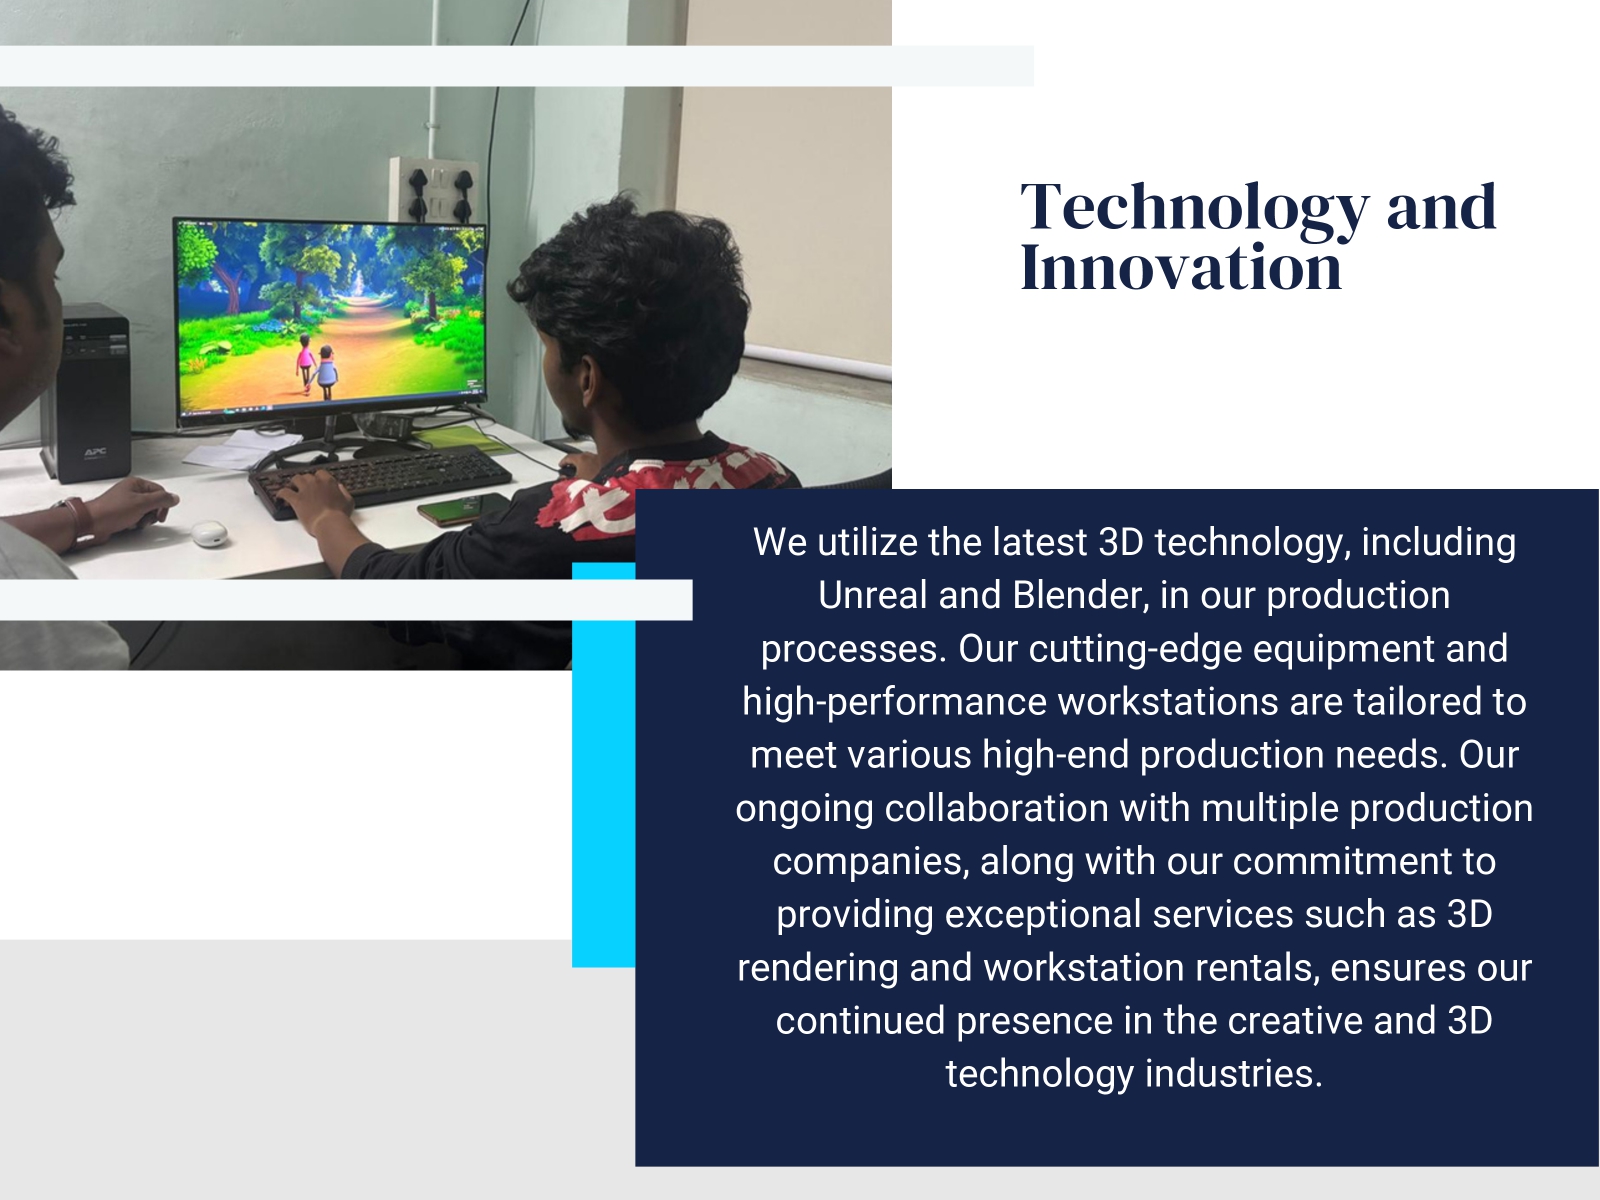 Technology and
Innovation
APC
We utilize the latest 3D technology, including
Unreal and Blender, in our production
processes. Our cutting-edge equipment and
high-performance workstations are tailored to
meet various high-end production needs. Our
ongoing collaboration with multiple production
companies, along with our commitment to
providing exceptional services such as 3D
rendering and workstation rentals, ensures our
continued presence in the creative and 3D
technology industries.